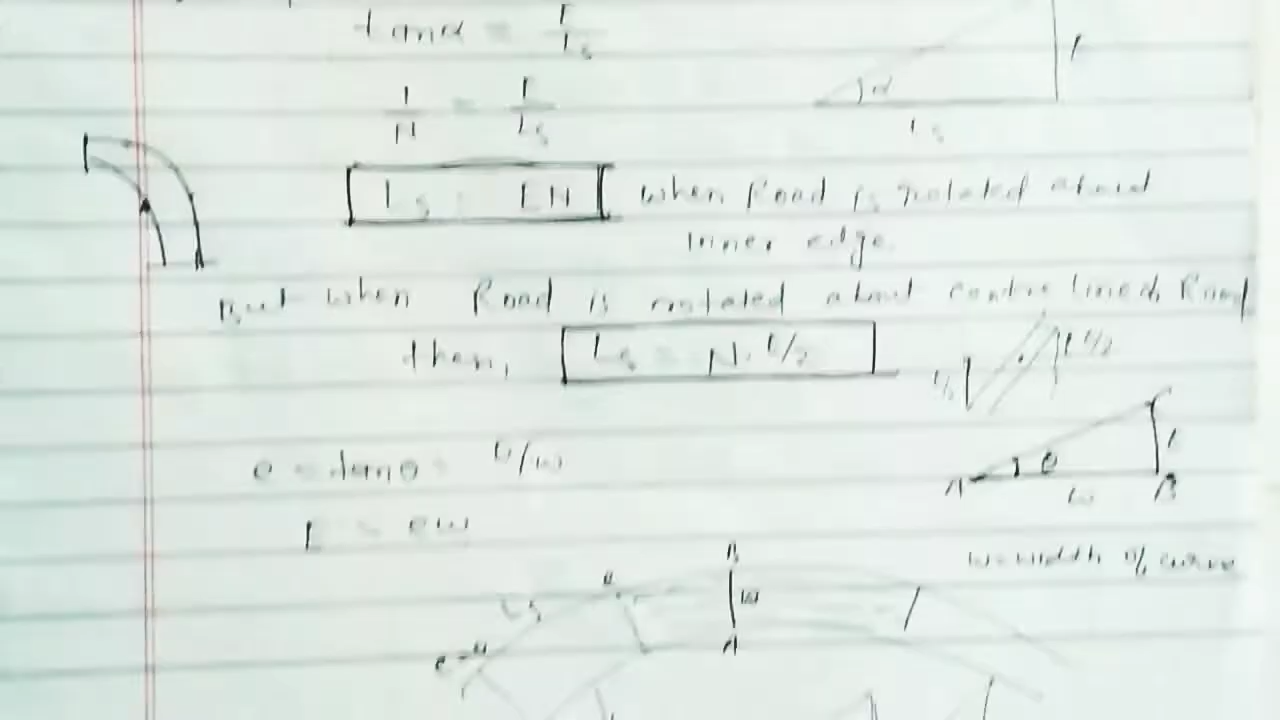 tanα = E/Ls
α
Ls
1/N = E/Ls
Ls = EN when Road is rotated about
inner edge.
But when Road is rotated about centre line of Road
then, Ls = N. E/2
E/2
E/2
e = tanθ = E/w
A θ B
w
E = ew
w = width of curve
B
Ls
w
A